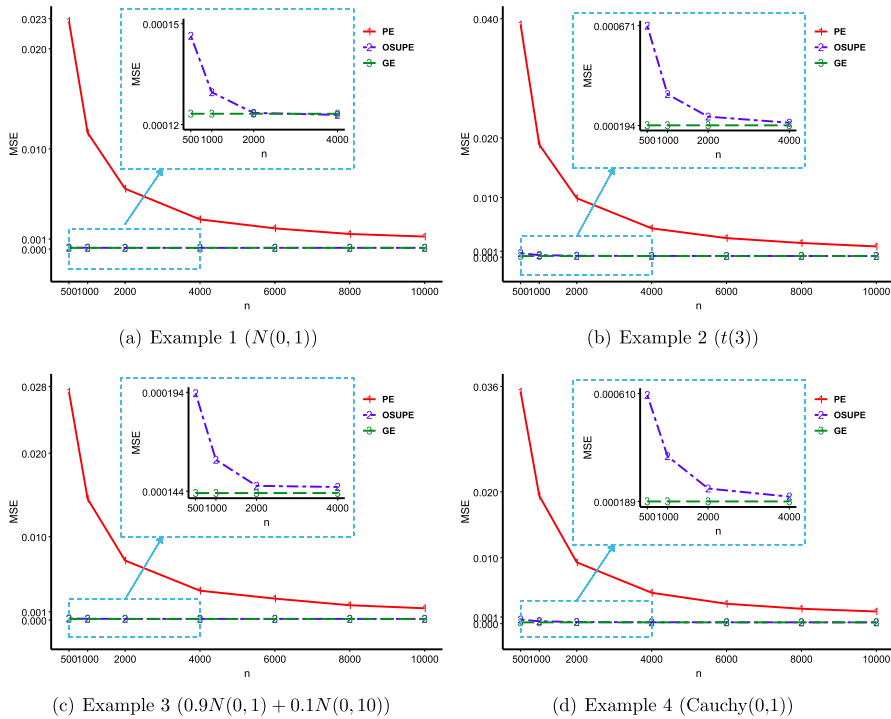 0.023
0.022
0.010
0.001
0.000
MSE
500 1000 2000 4000 6000 8000 10000
n
0.00015
0.00012
MSE
500 1000 2000 4000
n
PE
OSUPE
GE
(a) Example 1 (N(0, 1))
0.040
0.020
0.010
0.001
0.000
MSE
500 1000 2000 4000 6000 8000 10000
n
0.000671
0.000194
MSE
500 1000 2000 4000
n
PE
OSUPE
GE
(b) Example 2 (t(3))
0.028
0.020
0.010
0.001
0.000
MSE
500 1000 2000 4000 6000 8000 10000
n
0.000194
0.000144
MSE
500 1000 2000 4000
n
PE
OSUPE
GE
(c) Example 3 (0.9N(0, 1) + 0.1N(0, 10))
0.036
0.020
0.010
0.001
0.000
MSE
500 1000 2000 4000 6000 8000 10000
n
0.000610
0.000189
MSE
500 1000 2000 4000
n
PE
OSUPE
GE
(d) Example 4 (Cauchy(0,1))